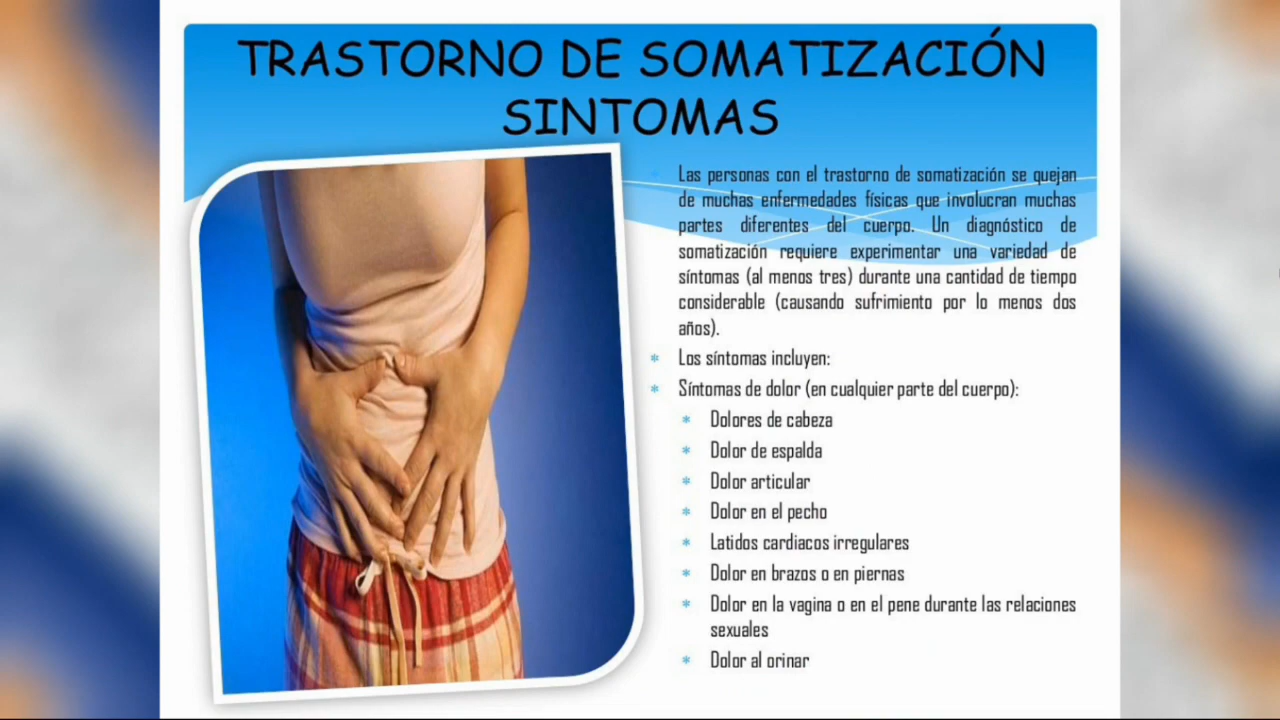 TRASTORNO DE SOMATIZACIÓN
SINTOMAS
Las personas con el trastorno de somatización se quejan
de muchas enfermedades físicas que involucran muchas
partes diferentes del cuerpo. Un diagnóstico de
somatización requiere experimentar una variedad de
síntomas (al menos tres) durante una cantidad de tiempo
considerable (causando sufrimiento por lo menos dos
años).
Los síntomas incluyen:
Síntomas de dolor (en cualquier parte del cuerpo):
Dolores de cabeza
Dolor de espalda
Dolor articular
Dolor en el pecho
Latidos cardiacos irregulares
Dolor en brazos o en piernas
Dolor en la vagina o en el pene durante las relaciones
sexuales
Dolor al orinar